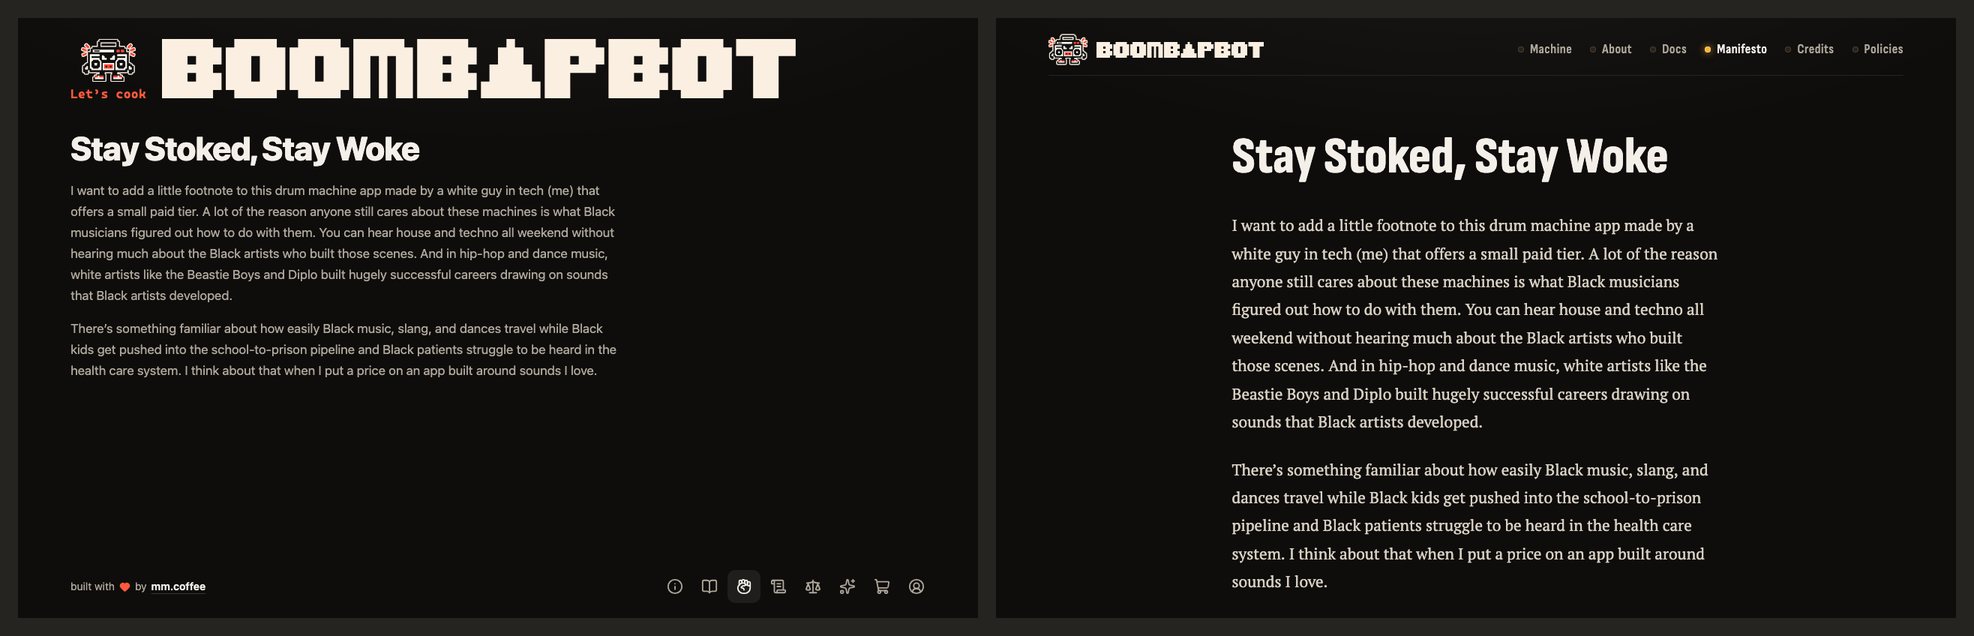 BOOMBAPBOT
Let's cook
Stay Stoked, Stay Woke
I want to add a little footnote to this drum machine app made by a white guy in tech (me) that
offers a small paid tier. A lot of the reason anyone still cares about these machines is what Black
musicians figured out how to do with them. You can hear house and techno all weekend without
hearing much about the Black artists who built those scenes. And in hip-hop and dance music,
white artists like the Beastie Boys and Diplo built hugely successful careers drawing on sounds
that Black artists developed.
There's something familiar about how easily Black music, slang, and dances travel while Black
kids get pushed into the school-to-prison pipeline and Black patients struggle to be heard in the
health care system. I think about that when I put a price on an app built around sounds I love.
built with ❤ by mm.coffee
BOOMBAPBOT
Machine About Docs Manifesto Credits Policies
Stay Stoked, Stay Woke
I want to add a little footnote to this drum machine app made by a
white guy in tech (me) that offers a small paid tier. A lot of the reason
anyone still cares about these machines is what Black musicians
figured out how to do with them. You can hear house and techno all
weekend without hearing much about the Black artists who built
those scenes. And in hip-hop and dance music, white artists like the
Beastie Boys and Diplo built hugely successful careers drawing on
sounds that Black artists developed.
There's something familiar about how easily Black music, slang, and
dances travel while Black kids get pushed into the school-to-prison
pipeline and Black patients struggle to be heard in the health care
system. I think about that when I put a price on an app built around
sounds I love.